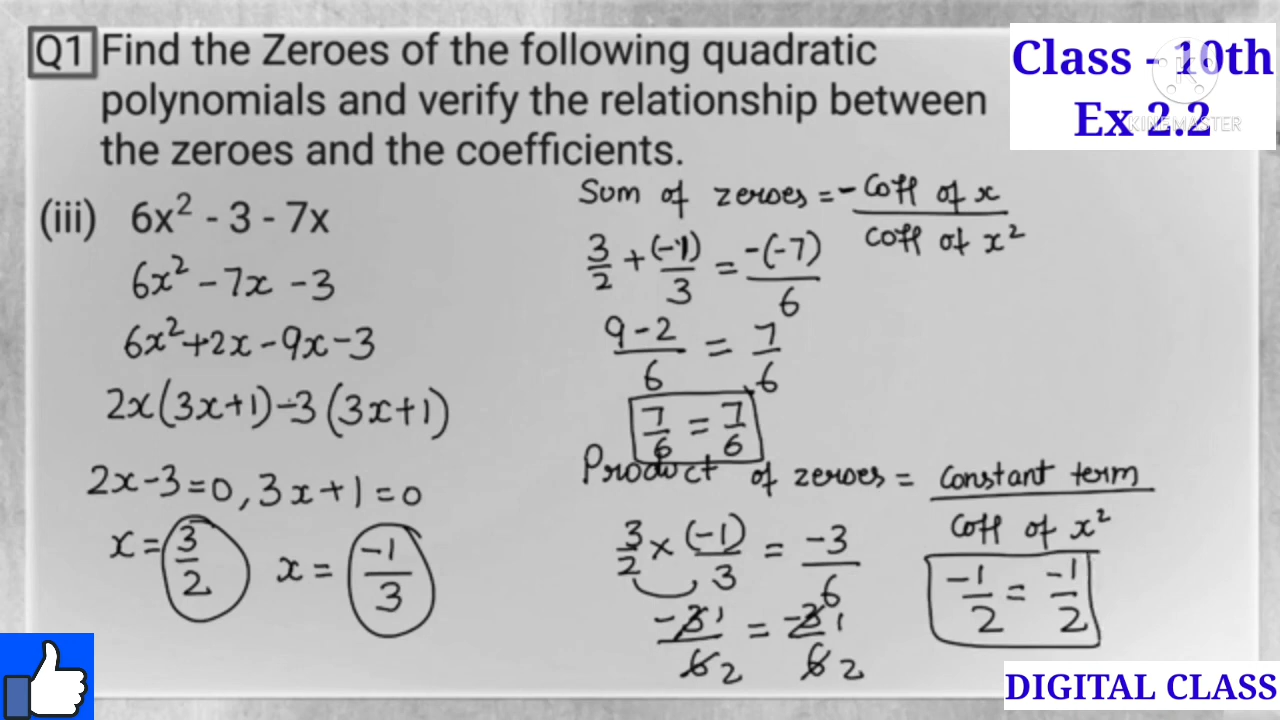 Q1 Find the Zeroes of the following quadratic
polynomials and verify the relationship between
the zeroes and the coefficients.
Class - 10th
Ex 2.2
KINEMASTER
(iii) 6x² - 3 - 7x
6x² - 7x - 3
6x² + 2x - 9x - 3
2x(3x+1) - 3(3x+1)
2x - 3 = 0, 3x + 1 = 0
x = 3/2 x = -1/3
Sum of zeroes = - Coff of x / Coff of x²
3/2 + (-1)/3 = -(-7)/6
9-2/6 = 7/6
7/6 = 7/6
Product of zeroes = Constant term / Coff of x²
3/2 × (-1)/3 = -3/6
-3 1/6 2 = -3 1/6 2
-1/2 = -1/2
DIGITAL CLASS